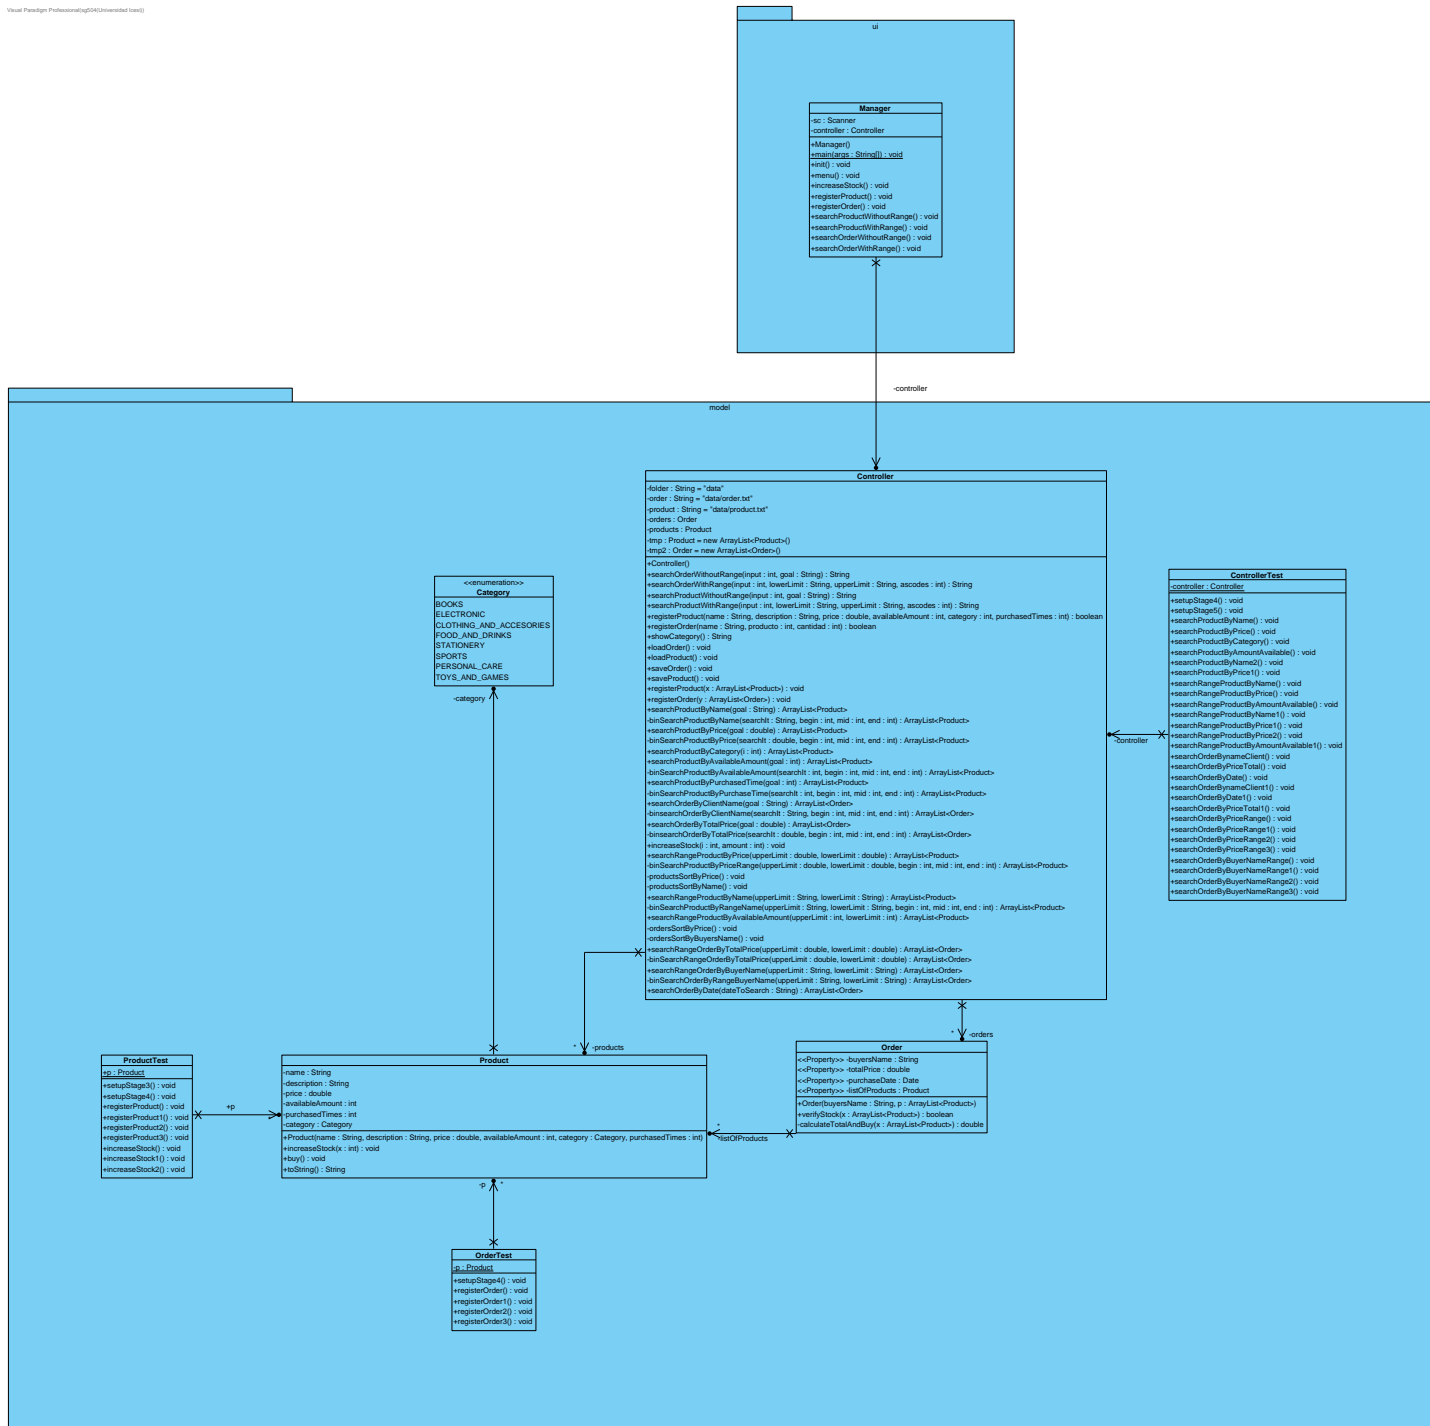 Visual Paradigm Professional(sg504(Universidad Icesi))
ui
Manager
-sc : Scanner
-controller : Controller
+Manager()
+main(args : String[]) : void
+init() : void
+menu() : void
+increaseStock() : void
+registerProduct() : void
+registerOrder() : void
+searchProductWithoutRange() : void
+searchProductWithRange() : void
+searchOrderWithoutRange() : void
+searchOrderWithRange() : void
-controller
model
Controller
-folder : String = "data"
-order : String = "data/order.txt"
-product : String = "data/product.txt"
-orders : Order
-products : Product
-tmp : Product = new ArrayList<Product>()
-tmp2 : Order = new ArrayList<Order>()
+Controller()
+searchOrderWithoutRange(input : int, goal : String) : String
+searchOrderWithRange(input : int, lowerLimit : String, upperLimit : String, ascodes : int) : String
+searchProductWithoutRange(input : int, goal : String) : String
+searchProductWithRange(input : int, lowerLimit : String, upperLimit : String, ascodes : int) : String
+registerProduct(name : String, description : String, price : double, availableAmount : int, category : int, purchasedTimes : int) : boolean
+registerOrder(name : String, producto : int, cantidad : int) : boolean
+showCategory() : String
+loadOrder() : void
+loadProduct() : void
+saveOrder() : void
+saveProduct() : void
+registerProduct(x : ArrayList<Product>) : void
+registerOrder(y : ArrayList<Order>) : void
+searchProductByName(goal : String) : ArrayList<Product>
-binSearchProductByName(searchIt : String, begin : int, mid : int, end : int) : ArrayList<Product>
+searchProductByPrice(goal : double) : ArrayList<Product>
-binSearchProductByPrice(searchIt : double, begin : int, mid : int, end : int) : ArrayList<Product>
+searchProductByCategory(i : int) : ArrayList<Product>
+searchProductByAvailableAmount(goal : int) : ArrayList<Product>
-binSearchProductByAvailableAmount(searchIt : int, begin : int, mid : int, end : int) : ArrayList<Product>
+searchProductByPurchasedTime(goal : int) : ArrayList<Product>
-binSearchProductByPurchaseTime(searchIt : int, begin : int, mid : int, end : int) : ArrayList<Product>
+searchOrderByClientName(goal : String) : ArrayList<Order>
-binsearchOrderByClientName(searchIt : String, begin : int, mid : int, end : int) : ArrayList<Order>
+searchOrderByTotalPrice(goal : double) : ArrayList<Order>
-binsearchOrderByTotalPrice(searchIt : double, begin : int, mid : int, end : int) : ArrayList<Order>
+increaseStock(i : int, amount : int) : void
+searchRangeProductByPrice(upperLimit : double, lowerLimit : double) : ArrayList<Product>
-binSearchProductByPriceRange(upperLimit : double, lowerLimit : double, begin : int, mid : int, end : int) : ArrayList<Product>
-productsSortByPrice() : void
-productsSortByName() : void
+searchRangeProductByName(upperLimit : String, lowerLimit : String) : ArrayList<Product>
-binSearchProductByRangeName(upperLimit : String, lowerLimit : String, begin : int, mid : int, end : int) : ArrayList<Product>
+searchRangeProductByAvailableAmount(upperLimit : int, lowerLimit : int) : ArrayList<Product>
-ordersSortByPrice() : void
-ordersSortByBuyersName() : void
+searchRangeOrderByTotalPrice(upperLimit : double, lowerLimit : double) : ArrayList<Order>
-binSearchRangeOrderByTotalPrice(upperLimit : double, lowerLimit : double) : ArrayList<Order>
+searchRangeOrderByBuyerName(upperLimit : String, lowerLimit : String) : ArrayList<Order>
-binSearchOrderByRangeBuyerName(upperLimit : String, lowerLimit : String) : ArrayList<Order>
+searchOrderByDate(dateToSearch : String) : ArrayList<Order>
<<enumeration>>
Category
BOOKS
ELECTRONIC
CLOTHING_AND_ACCESORIES
FOOD_AND_DRINKS
STATIONERY
SPORTS
PERSONAL_CARE
TOYS_AND_GAMES
-category
ControllerTest
-controller : Controller
+setupStage4() : void
+setupStage5() : void
+searchProductByName() : void
+searchProductByPrice() : void
+searchProductByCategory() : void
+searchProductByAmountAvailable() : void
+searchProductByName2() : void
+searchProductByPrice1() : void
+searchRangeProductByName() : void
+searchRangeProductByPrice() : void
+searchRangeProductByAmountAvailable() : void
+searchRangeProductByName1() : void
+searchRangeProductByPrice1() : void
+searchRangeProductByPrice2() : void
+searchRangeProductByAmountAvailable1() : void
+searchOrderBynameClient() : void
+searchOrderByPriceTotal() : void
+searchOrderByDate() : void
+searchOrderBynameClient1() : void
+searchOrderByDate1() : void
+searchOrderByPriceTotal1() : void
+searchOrderByPriceRange() : void
+searchOrderByPriceRange1() : void
+searchOrderByPriceRange2() : void
+searchOrderByPriceRange3() : void
+searchOrderByBuyerNameRange() : void
+searchOrderByBuyerNameRange1() : void
+searchOrderByBuyerNameRange2() : void
+searchOrderByBuyerNameRange3() : void
-controller
* -products
* -orders
ProductTest
+p : Product
+setupStage3() : void
+setupStage4() : void
+registerProduct() : void
+registerProduct1() : void
+registerProduct2() : void
+registerProduct3() : void
+increaseStock() : void
+increaseStock1() : void
+increaseStock2() : void
+p
Product
-name : String
-description : String
-price : double
-availableAmount : int
-purchasedTimes : int
-category : Category
+Product(name : String, description : String, price : double, availableAmount : int, category : Category, purchasedTimes : int)
+increaseStock(x : int) : void
+buy() : void
+toString() : String
Order
<<Property>> -buyersName : String
<<Property>> -totalPrice : double
<<Property>> -purchaseDate : Date
<<Property>> -listOfProducts : Product
+Order(buyersName : String, p : ArrayList<Product>)
+verifyStock(x : ArrayList<Product>) : boolean
-calculateTotalAndBuy(x : ArrayList<Product>) : double
*
-listOfProducts
-p *
OrderTest
-p : Product
+setupStage4() : void
+registerOrder() : void
+registerOrder1() : void
+registerOrder2() : void
+registerOrder3() : void